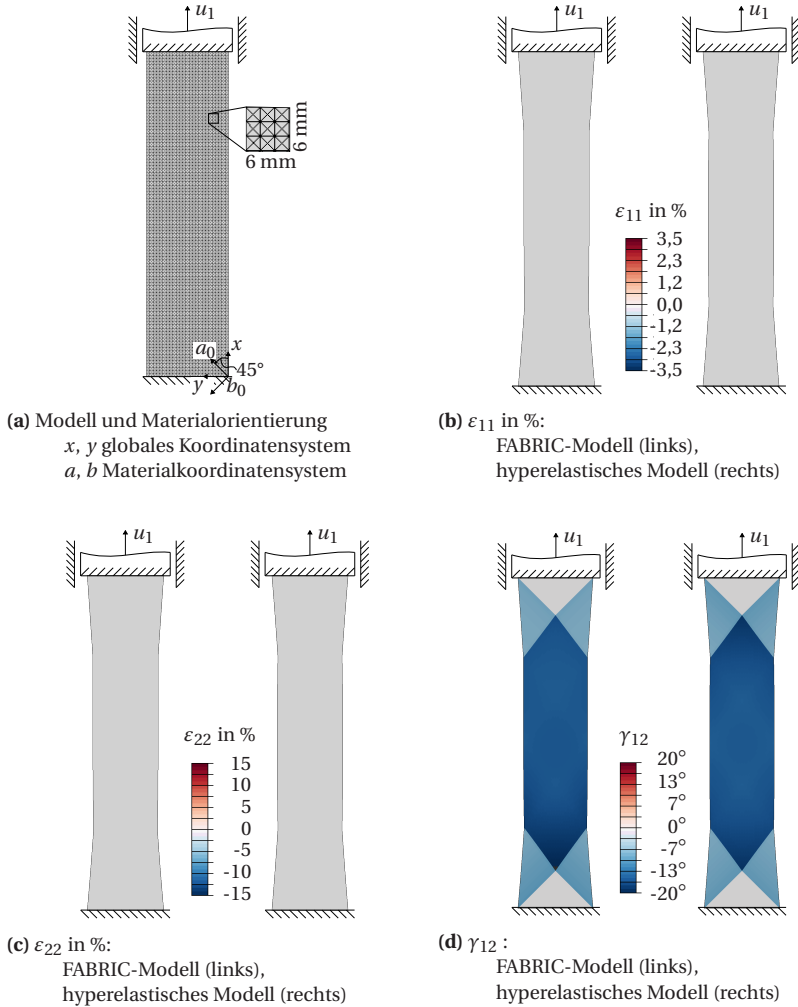 u1
6 mm
6 mm
a0
x
45°
y
b0
(a) Modell und Materialorientierung
x, y globales Koordinatensystem
a, b Materialkoordinatensystem
u1
u1
ε11 in %
3,5
2,3
1,2
0,0
-1,2
-2,3
-3,5
(b) ε11 in %:
FABRIC-Modell (links),
hyperelastisches Modell (rechts)
u1
u1
ε22 in %
15
10
5
0
-5
-10
-15
(c) ε22 in %:
FABRIC-Modell (links),
hyperelastisches Modell (rechts)
u1
u1
γ12
20°
13°
7°
0°
-7°
-13°
-20°
(d) γ12 :
FABRIC-Modell (links),
hyperelastisches Modell (rechts)